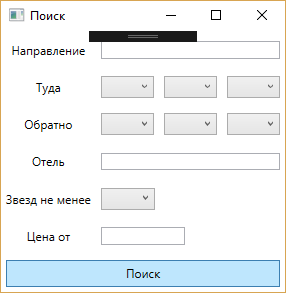 Поиск
Направление
Туда
Обратно
Отель
Звезд не менее
Цена от
Поиск